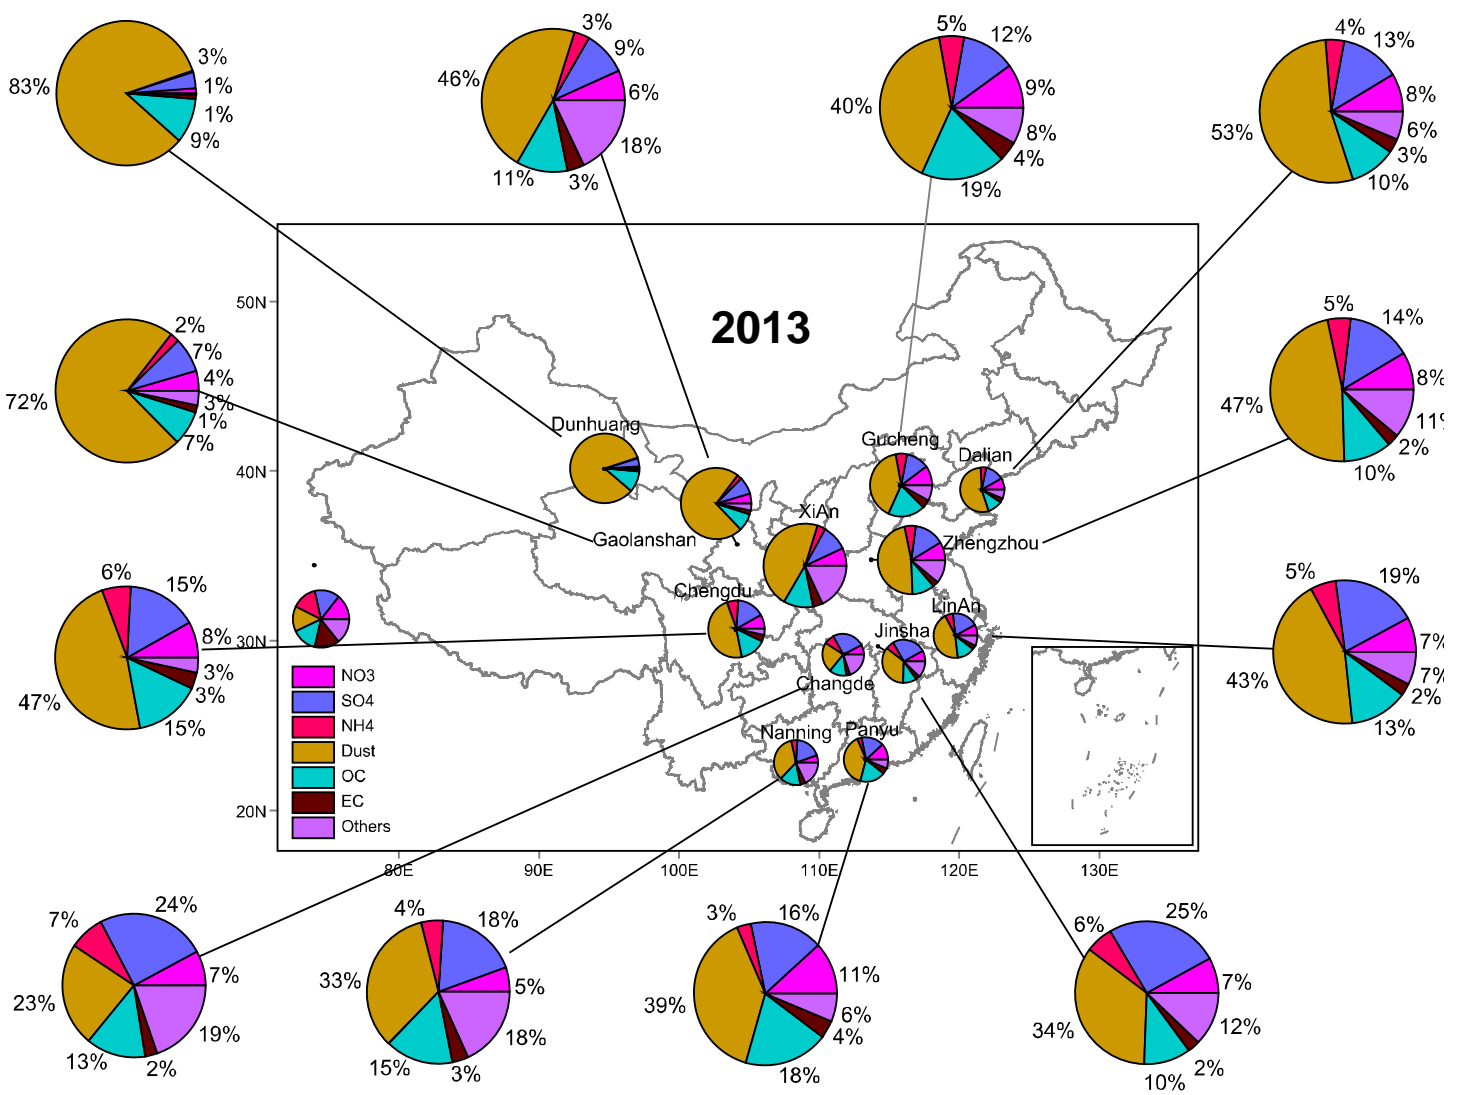 3%
83%
1%
1%
9%
3%
9%
46%
6%
18%
11%
3%
5%
12%
9%
40%
8%
4%
19%
4%
13%
8%
53%
6%
3%
10%
2013
50N
40N
30N
20N
80E
90E
100E
110E
120E
130E
2%
7%
4%
72%
3%
1%
7%
5%
14%
8%
47%
11%
2%
10%
Dunhuang
Gucheng
Dalian
XiAn
Gaolanshan
Zhengzhou
Chengdu
LinAn
Jinsha
Changde
Nanning
Panyu
6%
15%
8%
3%
47%
3%
15%
5%
19%
7%
7%
43%
2%
13%
NO3
SO4
NH4
Dust
OC
EC
Others
7%
24%
7%
23%
19%
13%
2%
4%
18%
33%
5%
18%
15%
3%
3%
16%
11%
39%
6%
4%
18%
6%
25%
7%
34%
12%
2%
10%